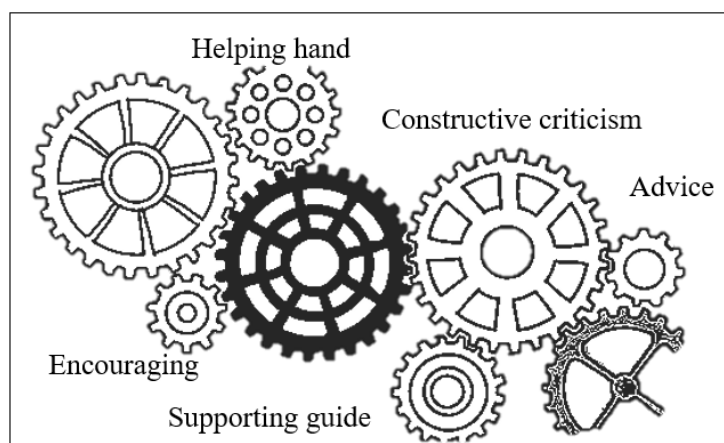 Helping hand
Constructive criticism
Advice
Encouraging
Supporting guide